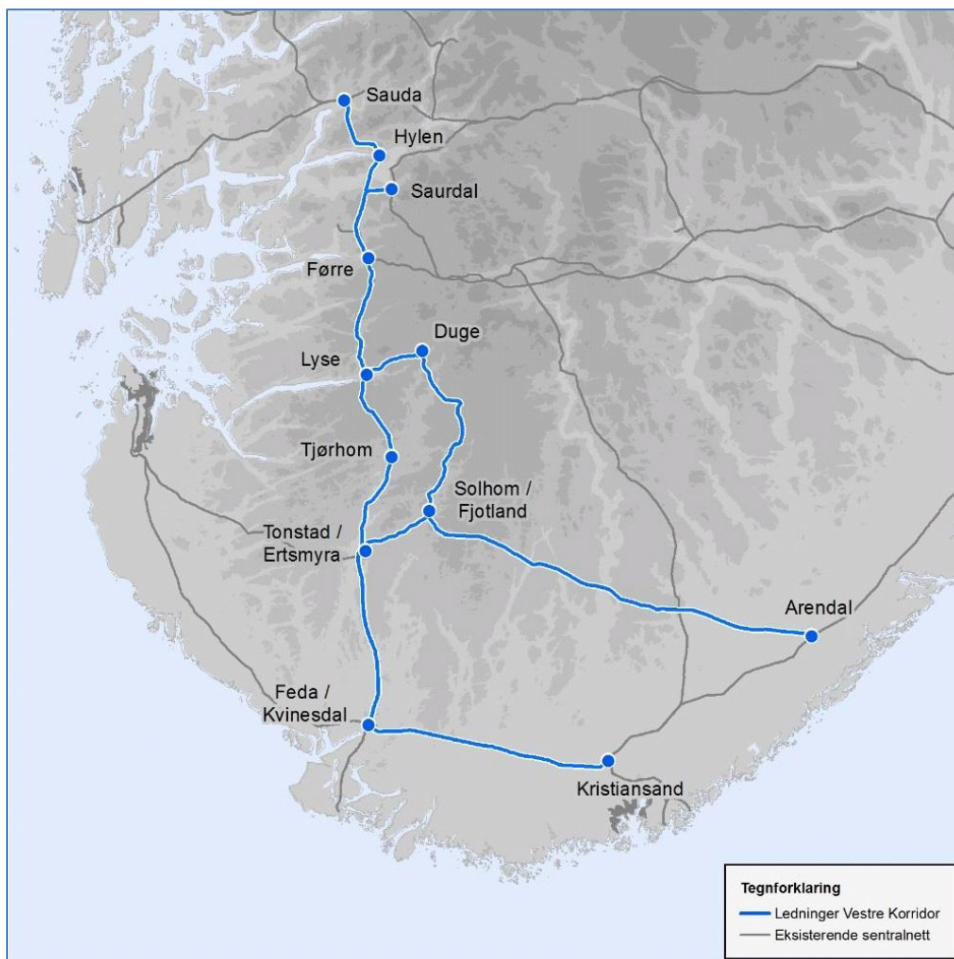 Sauda
Hylen
Saurdal
Førre
Duge
Lyse
Tjørhom
Solhom /
Fjotland
Tonstad /
Ertsmyra
Arendal
Feda /
Kvinesdal
Kristiansand
Tegnforklaring
Ledninger Vestre Korridor
Eksisterende sentralnett